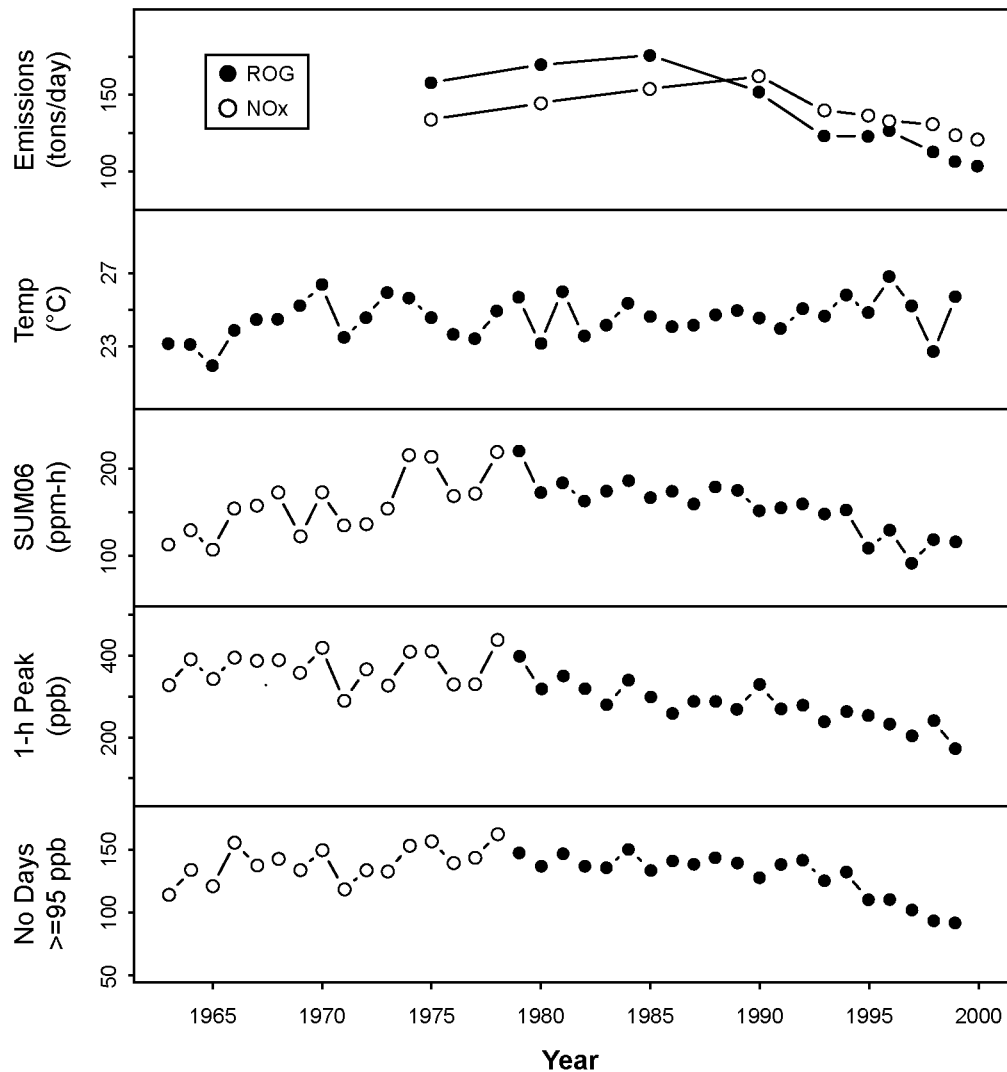 Emissions
(tons/day)
150
100
ROG
NOx
Temp
(°C)
27
23
SUM06
(ppm-h)
200
100
1-h Peak
(ppb)
400
200
No Days
>=95 ppb
150
100
50
1965 1970 1975 1980 1985 1990 1995 2000
Year